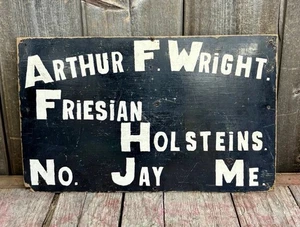 ARTHUR F. WRIGHT.
FRIESIAN
HOLSTEINS.
NO. JAY ME.